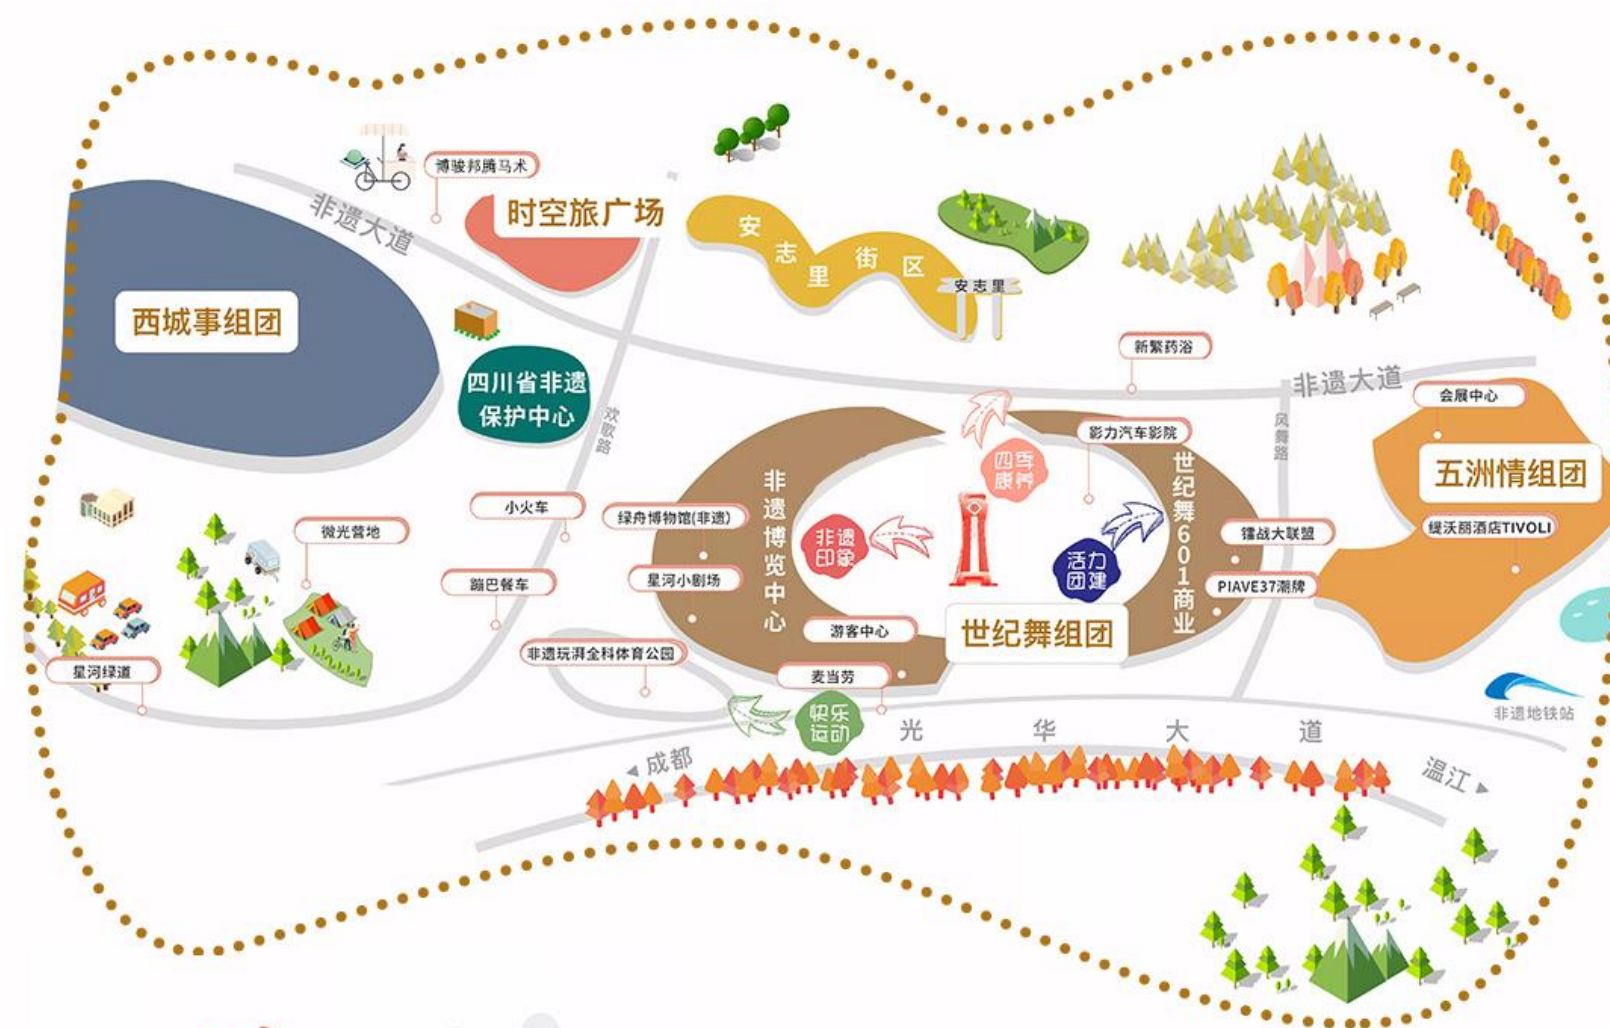 博骏邦腾马术
时空旅广场
非遗大道
安志里街区
安志里
西城事组团
四川省非遗
保护中心
欢歌路
新繁药浴
非遗大道
会展中心
风舞路
影力汽车影院
四季
康养
五洲情组团
世纪舞601商业
非遗博览中心
小火车
绿舟博物馆(非遗)
微光营地
非遗
印象
活力
团建
镭战大联盟
缇沃丽酒店TIVOLI
星河小剧场
蹦巴餐车
PIAVE37潮牌
游客中心
世纪舞组团
非遗玩湃全科体育公园
星河绿道
麦当劳
快乐
运动
非遗地铁站
光华大道
成都
温江